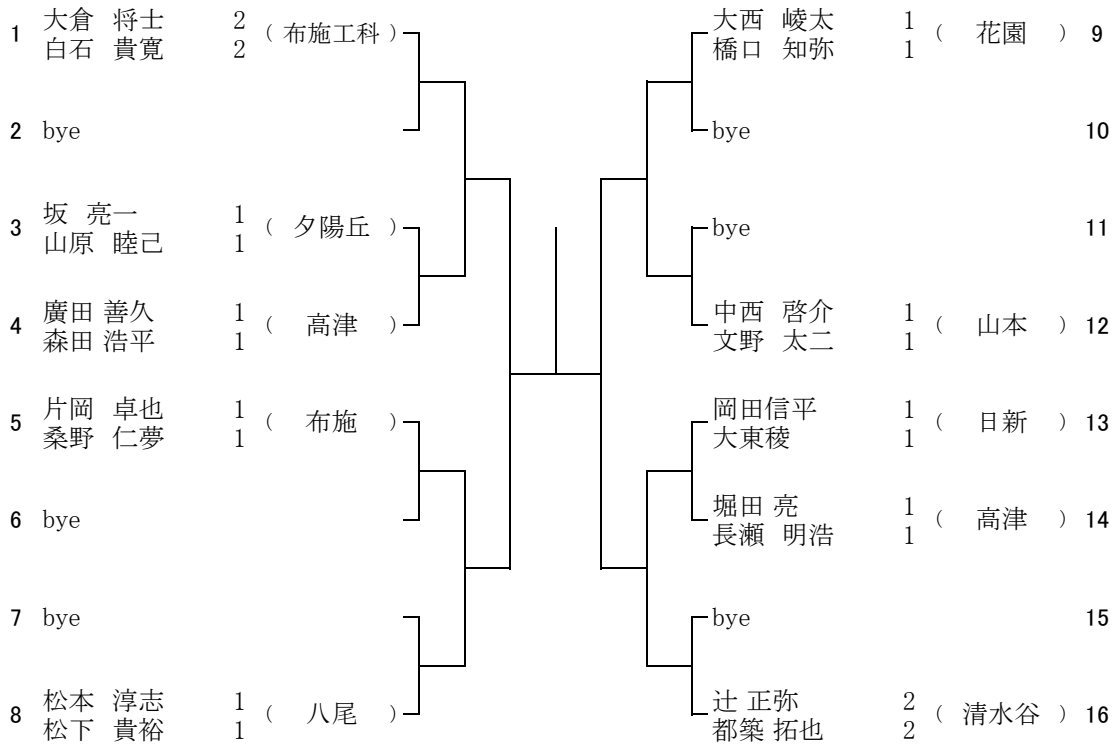 1 大倉 将士 2 ( 布施工科 )
白石 貴寛 2
2 bye
3 坂 亮一 1 ( 夕陽丘 )
山原 睦己 1
4 廣田 善久 1 ( 高津 )
森田 浩平 1
5 片岡 卓也 1 ( 布施 )
桑野 仁夢 1
6 bye
7 bye
8 松本 淳志 1 ( 八尾 )
松下 貴裕 1
大西 崚太 1 ( 花園 ) 9
橋口 知弥 1
bye 10
bye 11
中西 啓介 1 ( 山本 ) 12
文野 太二 1
岡田信平 1 ( 日新 ) 13
大東稜 1
堀田 亮 1 ( 高津 ) 14
長瀬 明浩 1
bye 15
辻 正弥 2 ( 清水谷 ) 16
都築 拓也 2